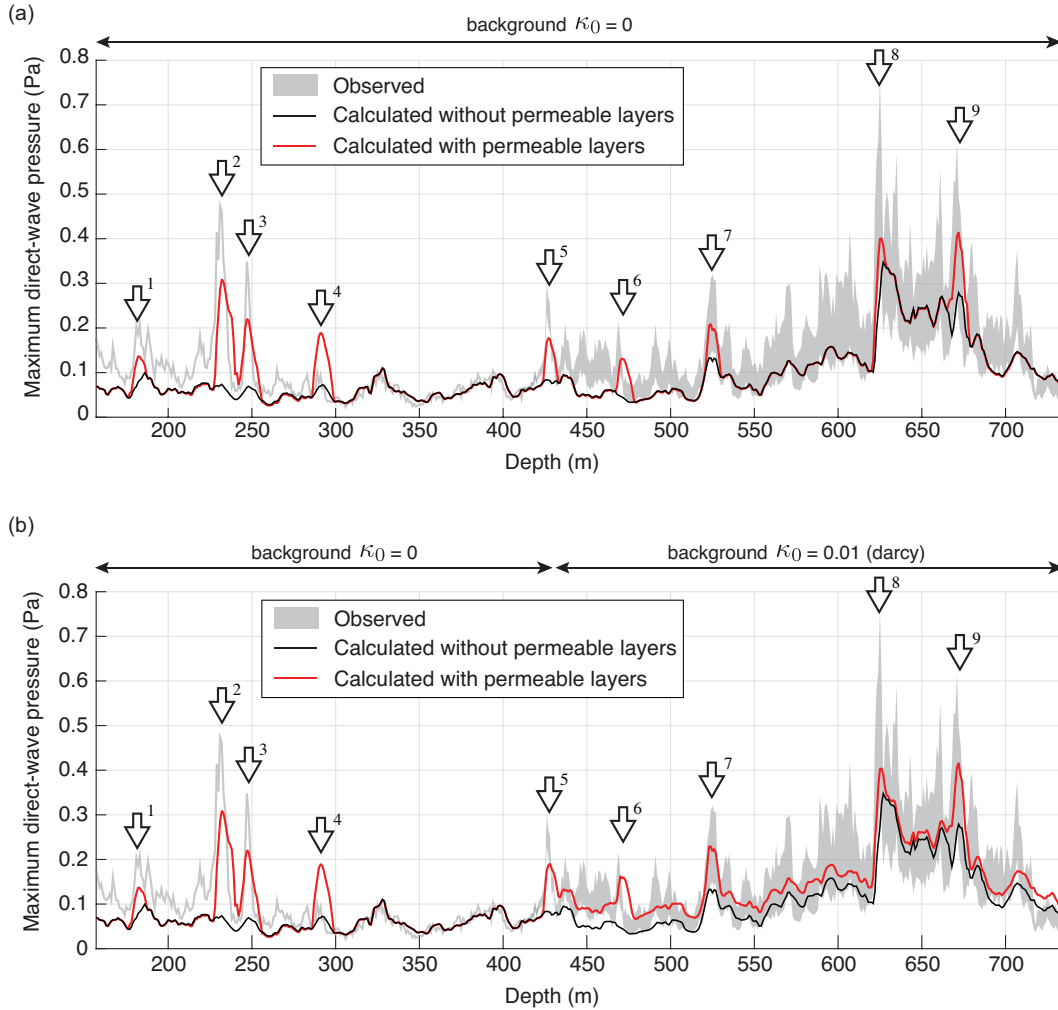 (a)
background κ₀ = 0
Maximum direct-wave pressure (Pa)
0.8
0.7
0.6
0.5
0.4
0.3
0.2
0.1
0
Observed
Calculated without permeable layers
Calculated with permeable layers
1
2
3
4
5
6
7
8
9
200 250 300 350 400 450 500 550 600 650 700
Depth (m)
(b)
background κ₀ = 0
background κ₀ = 0.01 (darcy)
Maximum direct-wave pressure (Pa)
0.8
0.7
0.6
0.5
0.4
0.3
0.2
0.1
0
Observed
Calculated without permeable layers
Calculated with permeable layers
1
2
3
4
5
6
7
8
9
200 250 300 350 400 450 500 550 600 650 700
Depth (m)